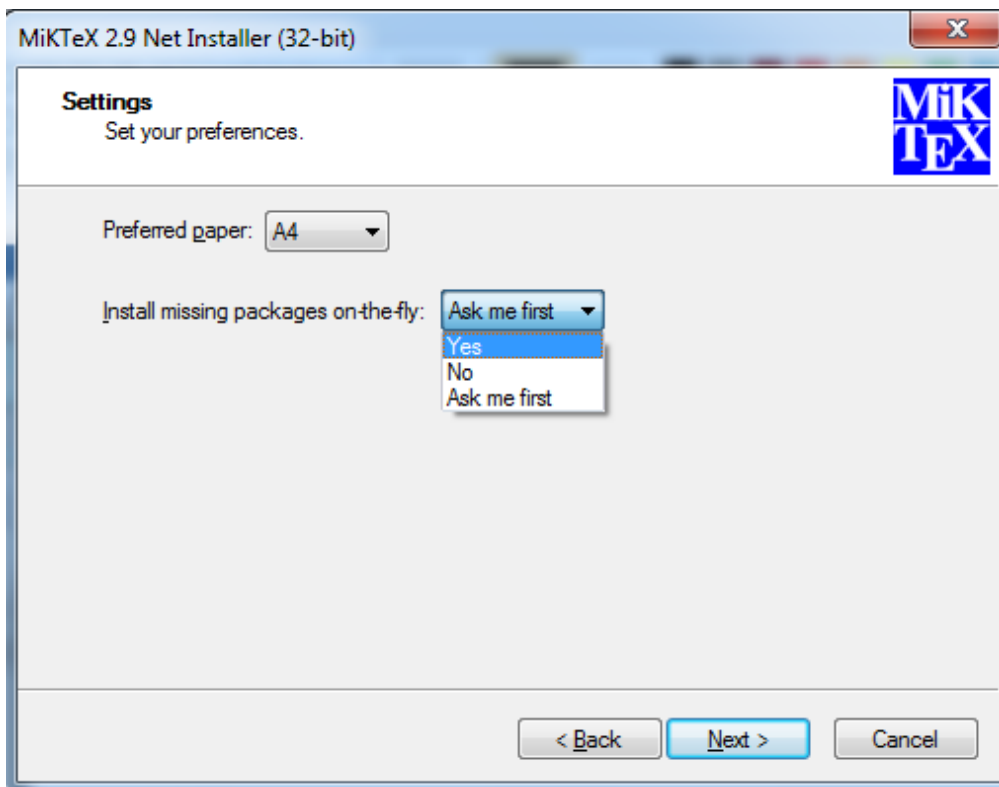 MiKTeX 2.9 Net Installer (32-bit)
Settings
Set your preferences.
MiK
TEX
Preferred paper: A4
Install missing packages on-the-fly: Ask me first
Yes
No
Ask me first
< Back Next > Cancel